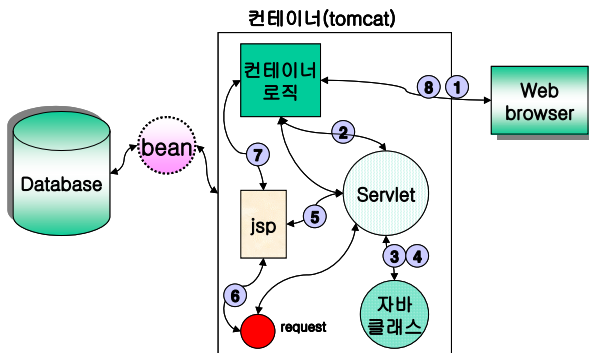 컨테이너(tomcat)
컨테이너
로직
8
1
Web
browser
2
bean
7
Database
Servlet
jsp
5
3
4
6
자바
클래스
request